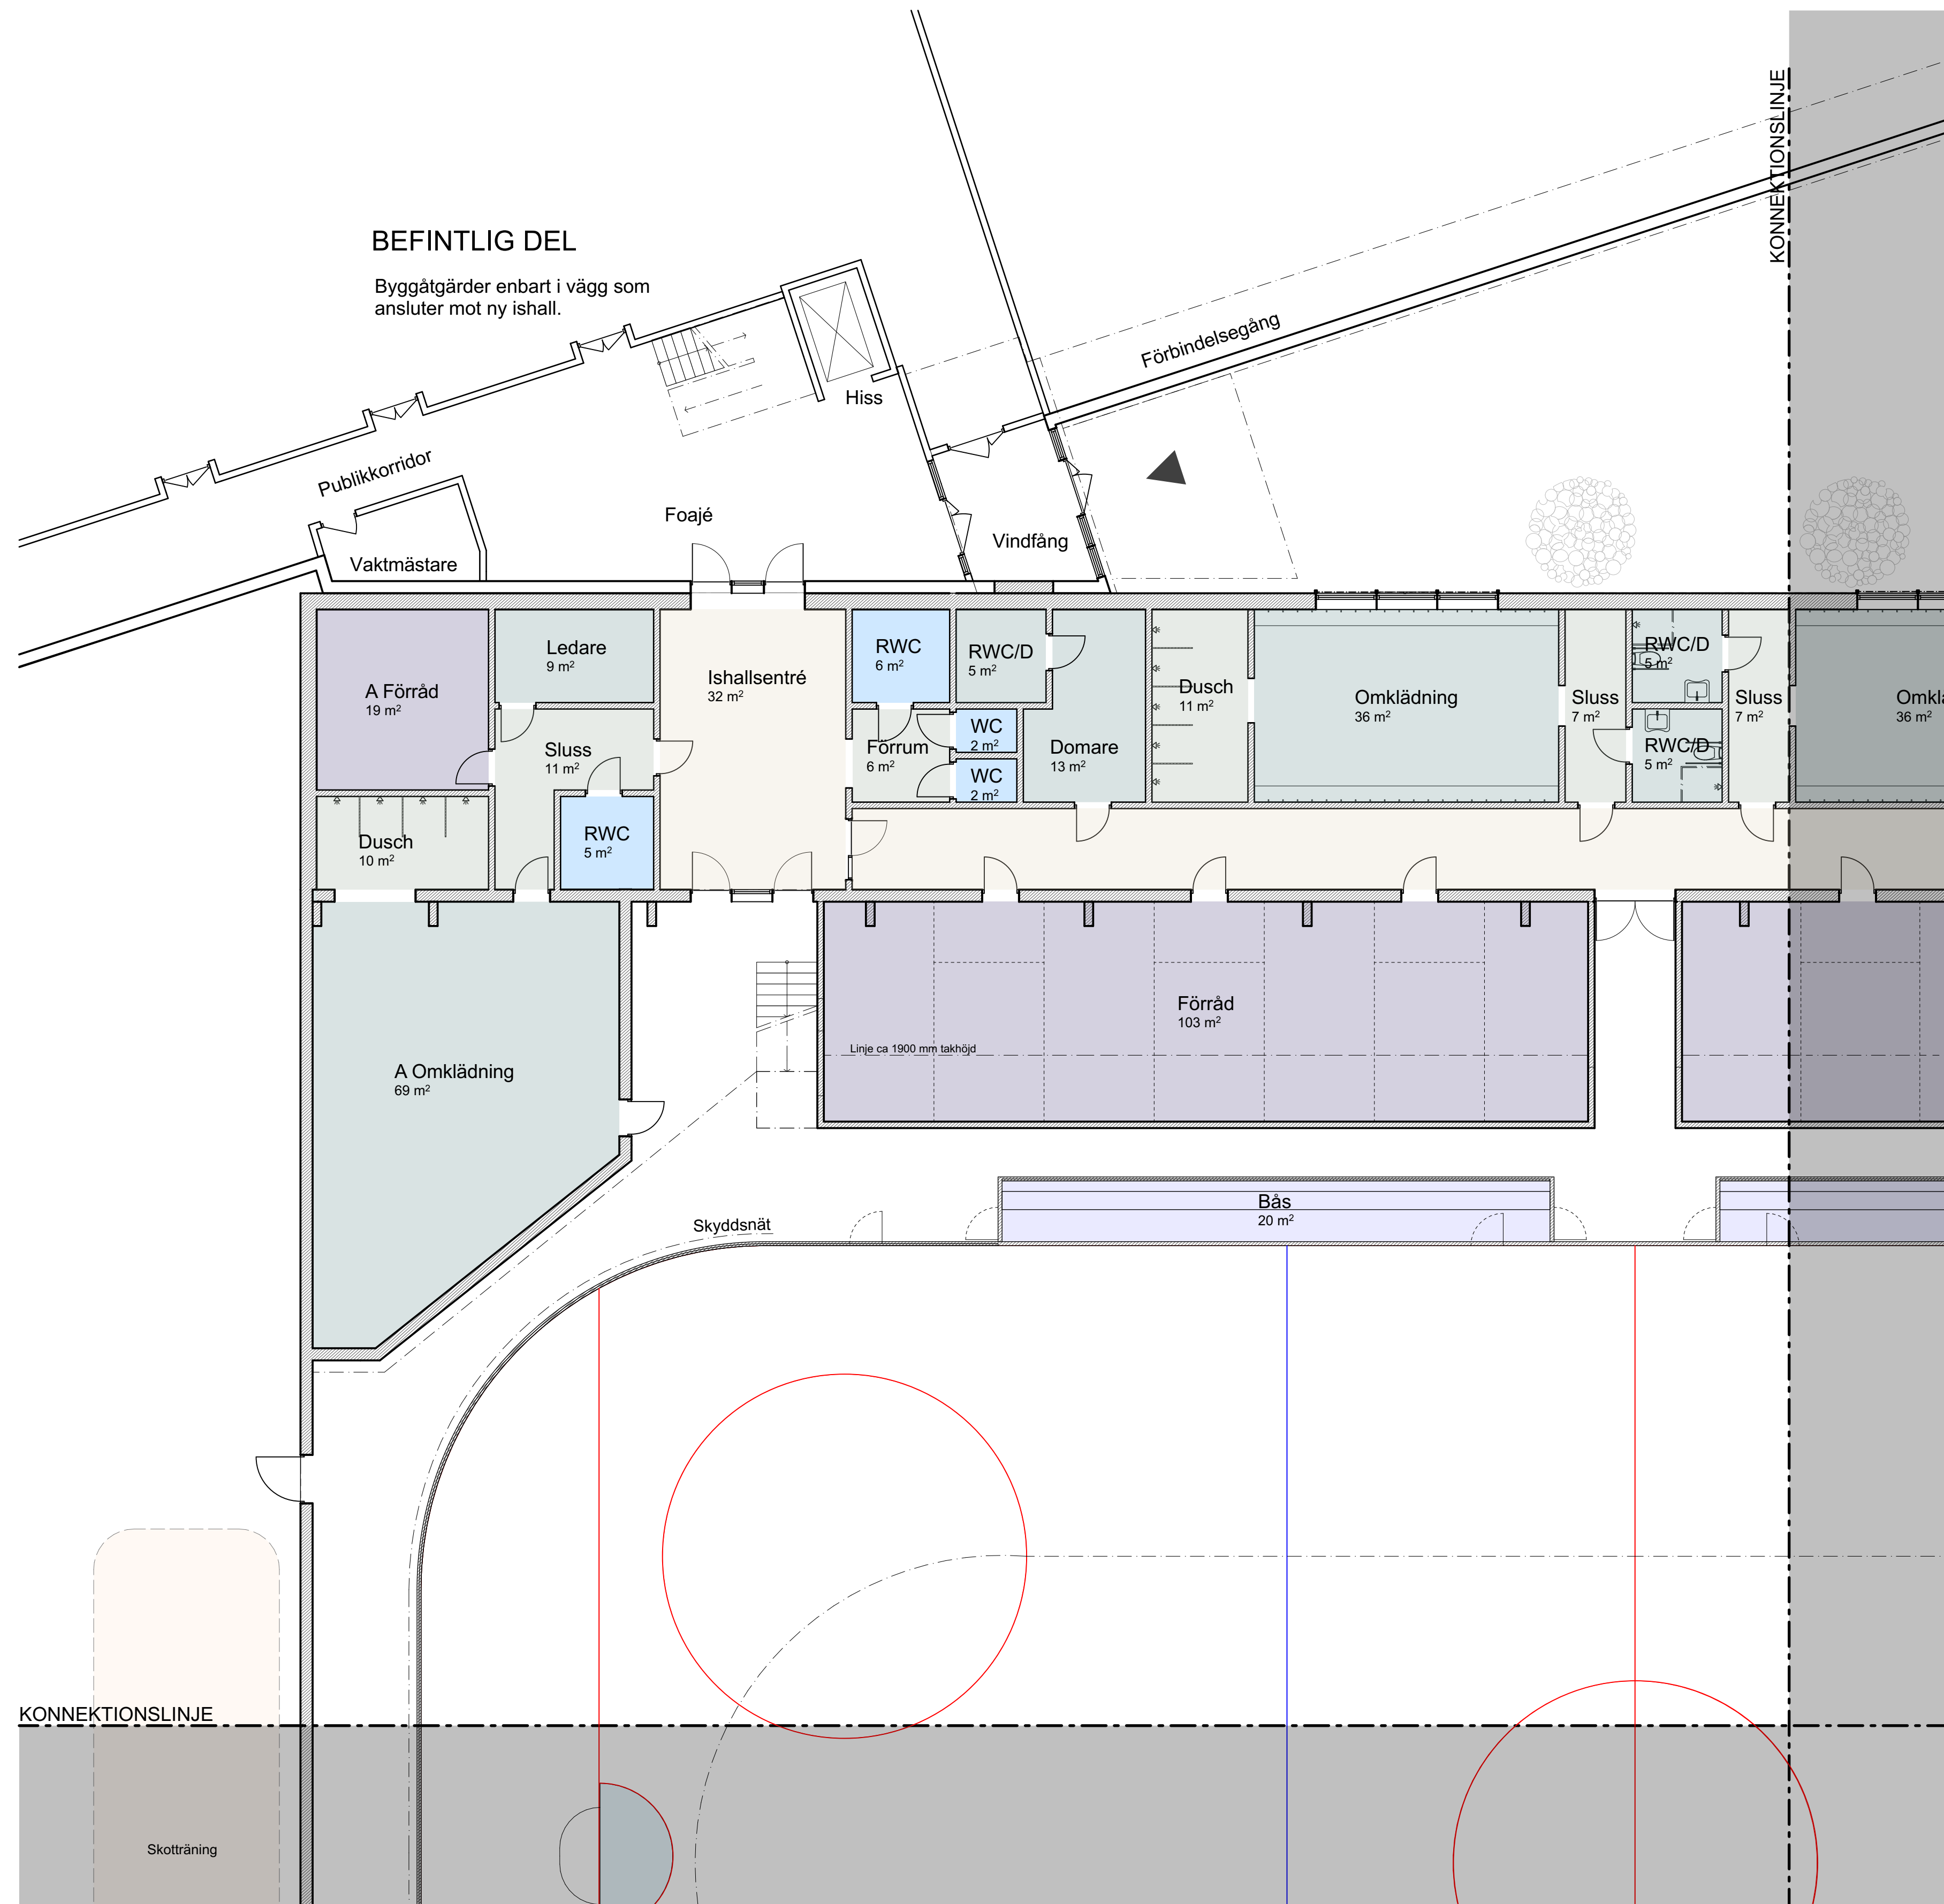 KONNEKTIONSLINJE
BEFINTLIG DEL
Byggåtgärder enbart i vägg som
ansluter mot ny ishall.
Förbindelsegång
Hiss
Publikkorridor
Foajé
Vindfång
Vaktmästare
A Förråd
19 m²
Ledare
9 m²
Ishallsentré
32 m²
RWC
6 m²
RWC/D
5 m²
Dusch
11 m²
Omklädning
36 m²
Sluss
7 m²
RWC/D
5 m²
Sluss
7 m²
Omklä
36 m²
Sluss
11 m²
Förrum
6 m²
WC
2 m²
WC
2 m²
Domare
13 m²
RWC/D
5 m²
Dusch
10 m²
RWC
5 m²
Förråd
103 m²
Linje ca 1900 mm takhöjd
A Omklädning
69 m²
Bås
20 m²
Skyddsnät
KONNEKTIONSLINJE
Skotträning